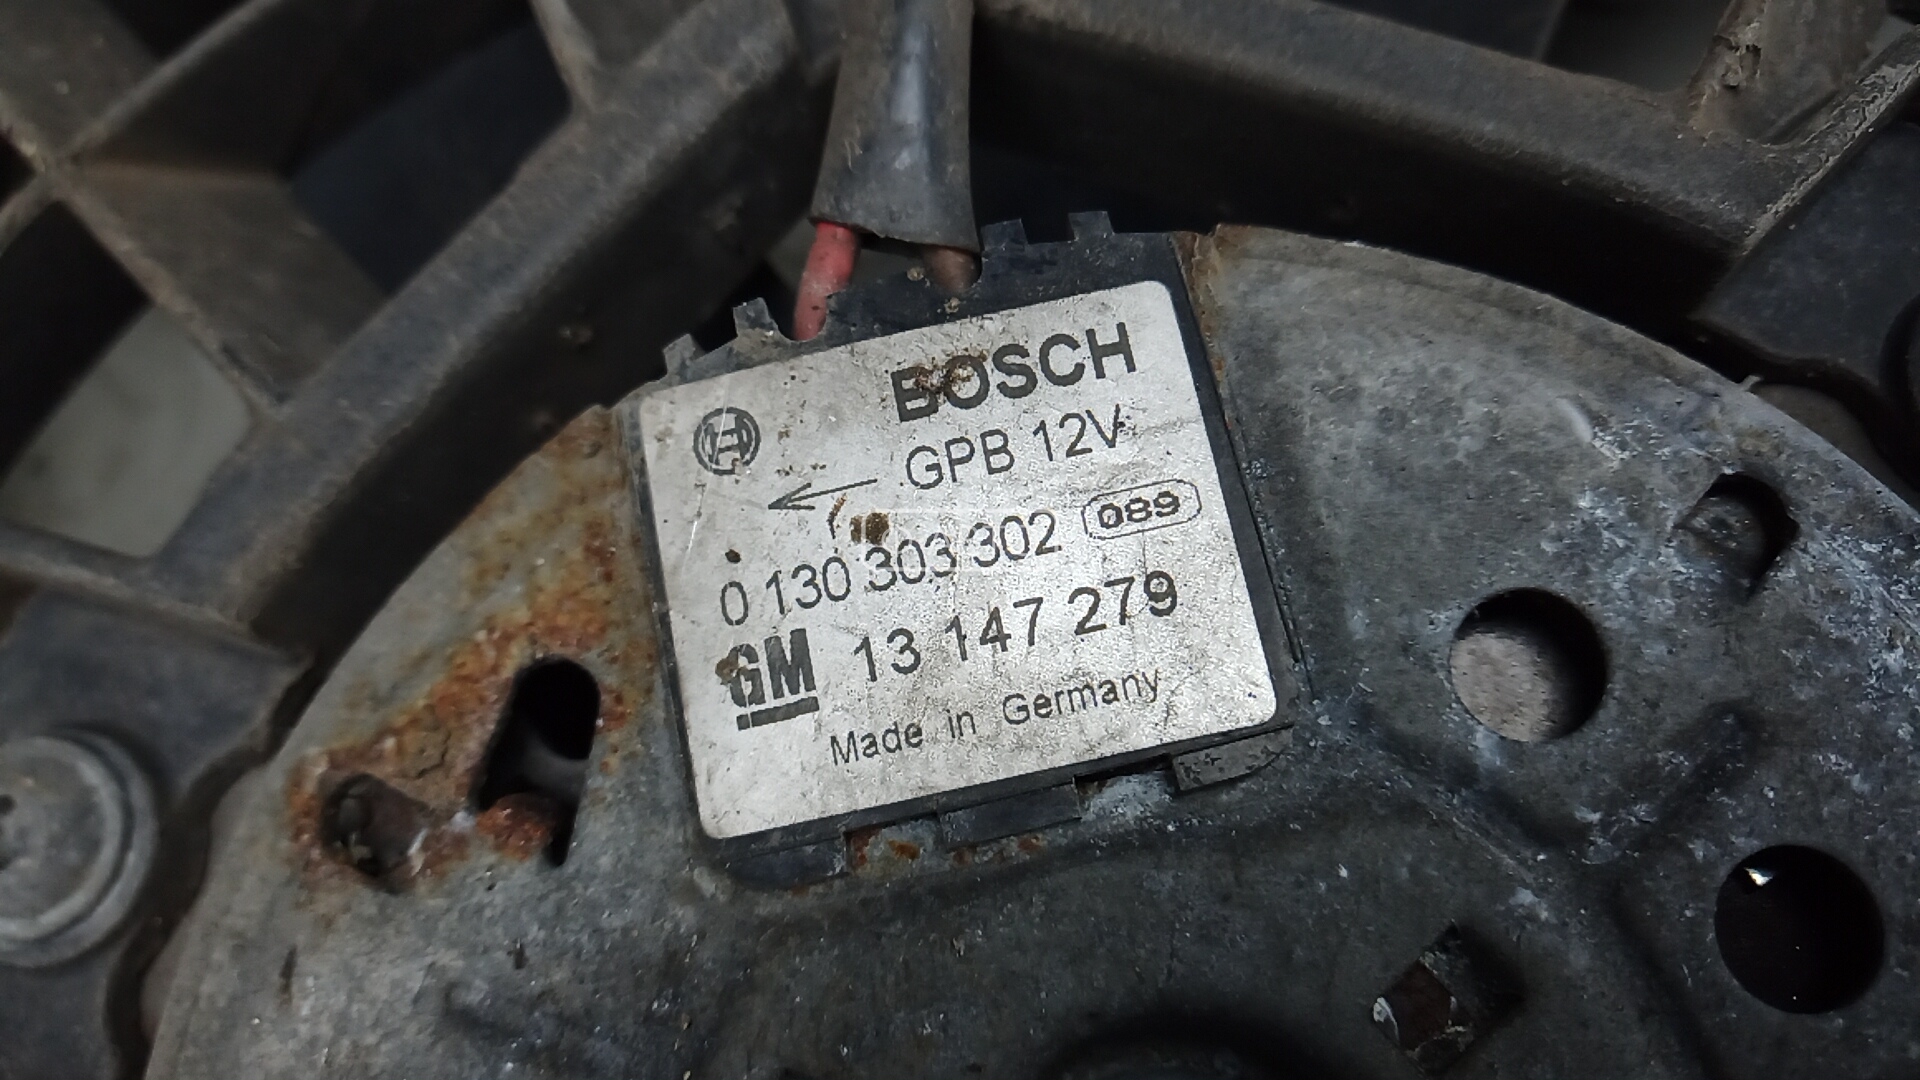 BOSCH
GPB 12V
0 130 303 302 089
GM 13 147 279
Made in Germany